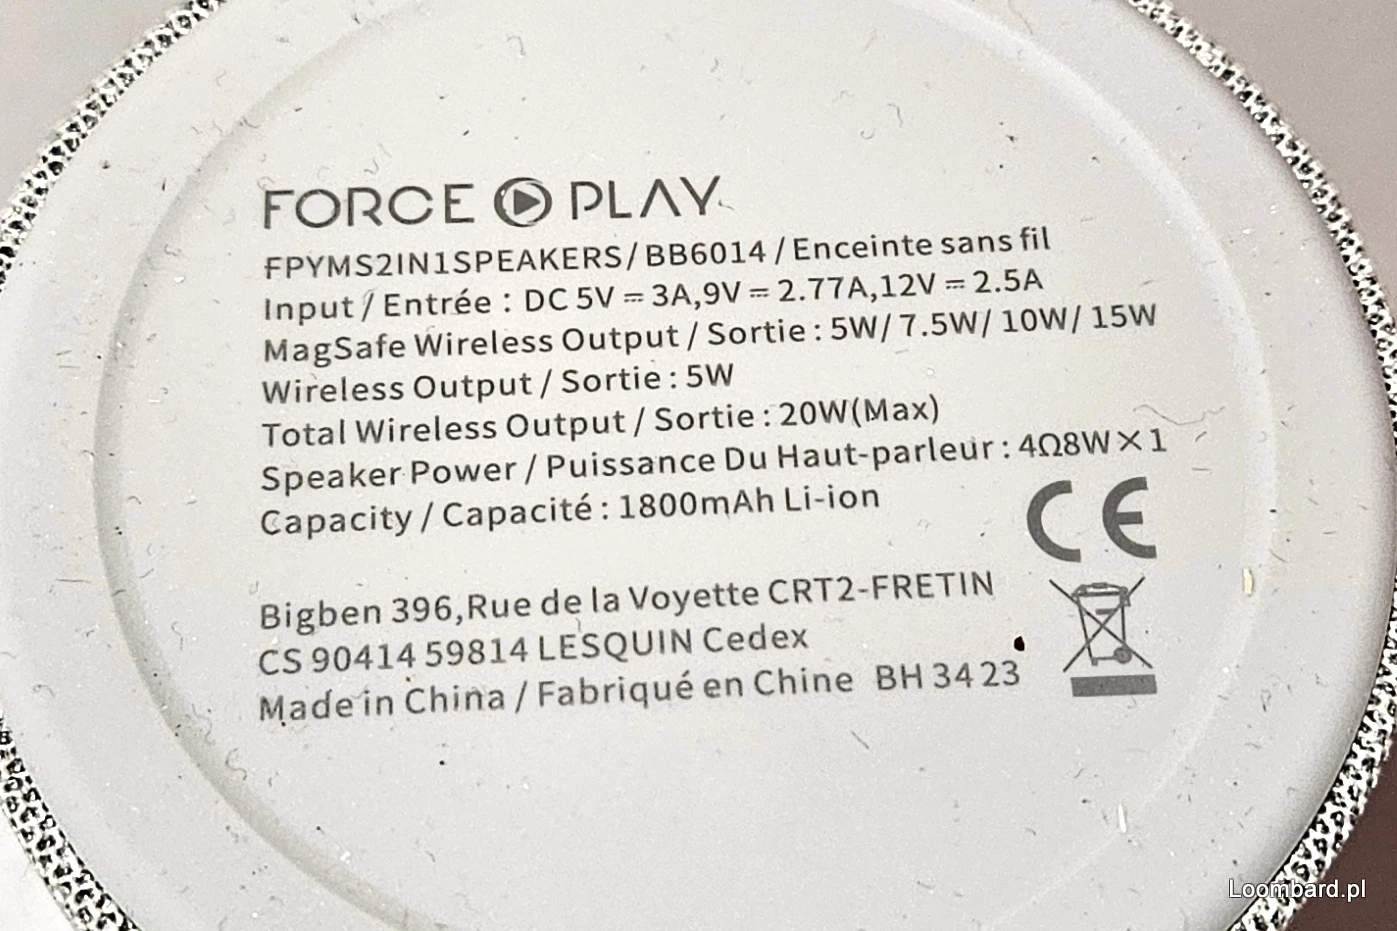 FORCE PLAY
FPYMS2IN1SPEAKERS/BB6014/Enceinte sans fil
Input/Entrée : DC 5V⎓3A,9V⎓2.77A,12V⎓2.5A
MagSafe Wireless Output/Sortie : 5W/7.5W/10W/15W
Wireless Output/Sortie : 5W
Total Wireless Output/Sortie : 20W(Max)
Speaker Power/Puissance Du Haut-parleur : 4Ω8W×1
Capacity/Capacité : 1800mAh Li-ion
CE
Bigben 396,Rue de la Voyette CRT2-FRETIN
CS 90414 59814 LESQUIN Cedex
Made in China/Fabriqué en Chine BH 34 23
Loombard.pl